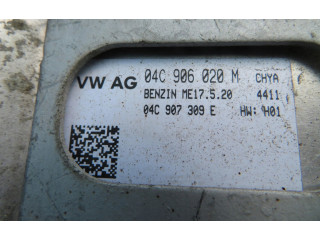 VW AG 04C 906 020 M CHYA
BENZIN ME17.5.20 4411
04C 907 309 E HW: H01